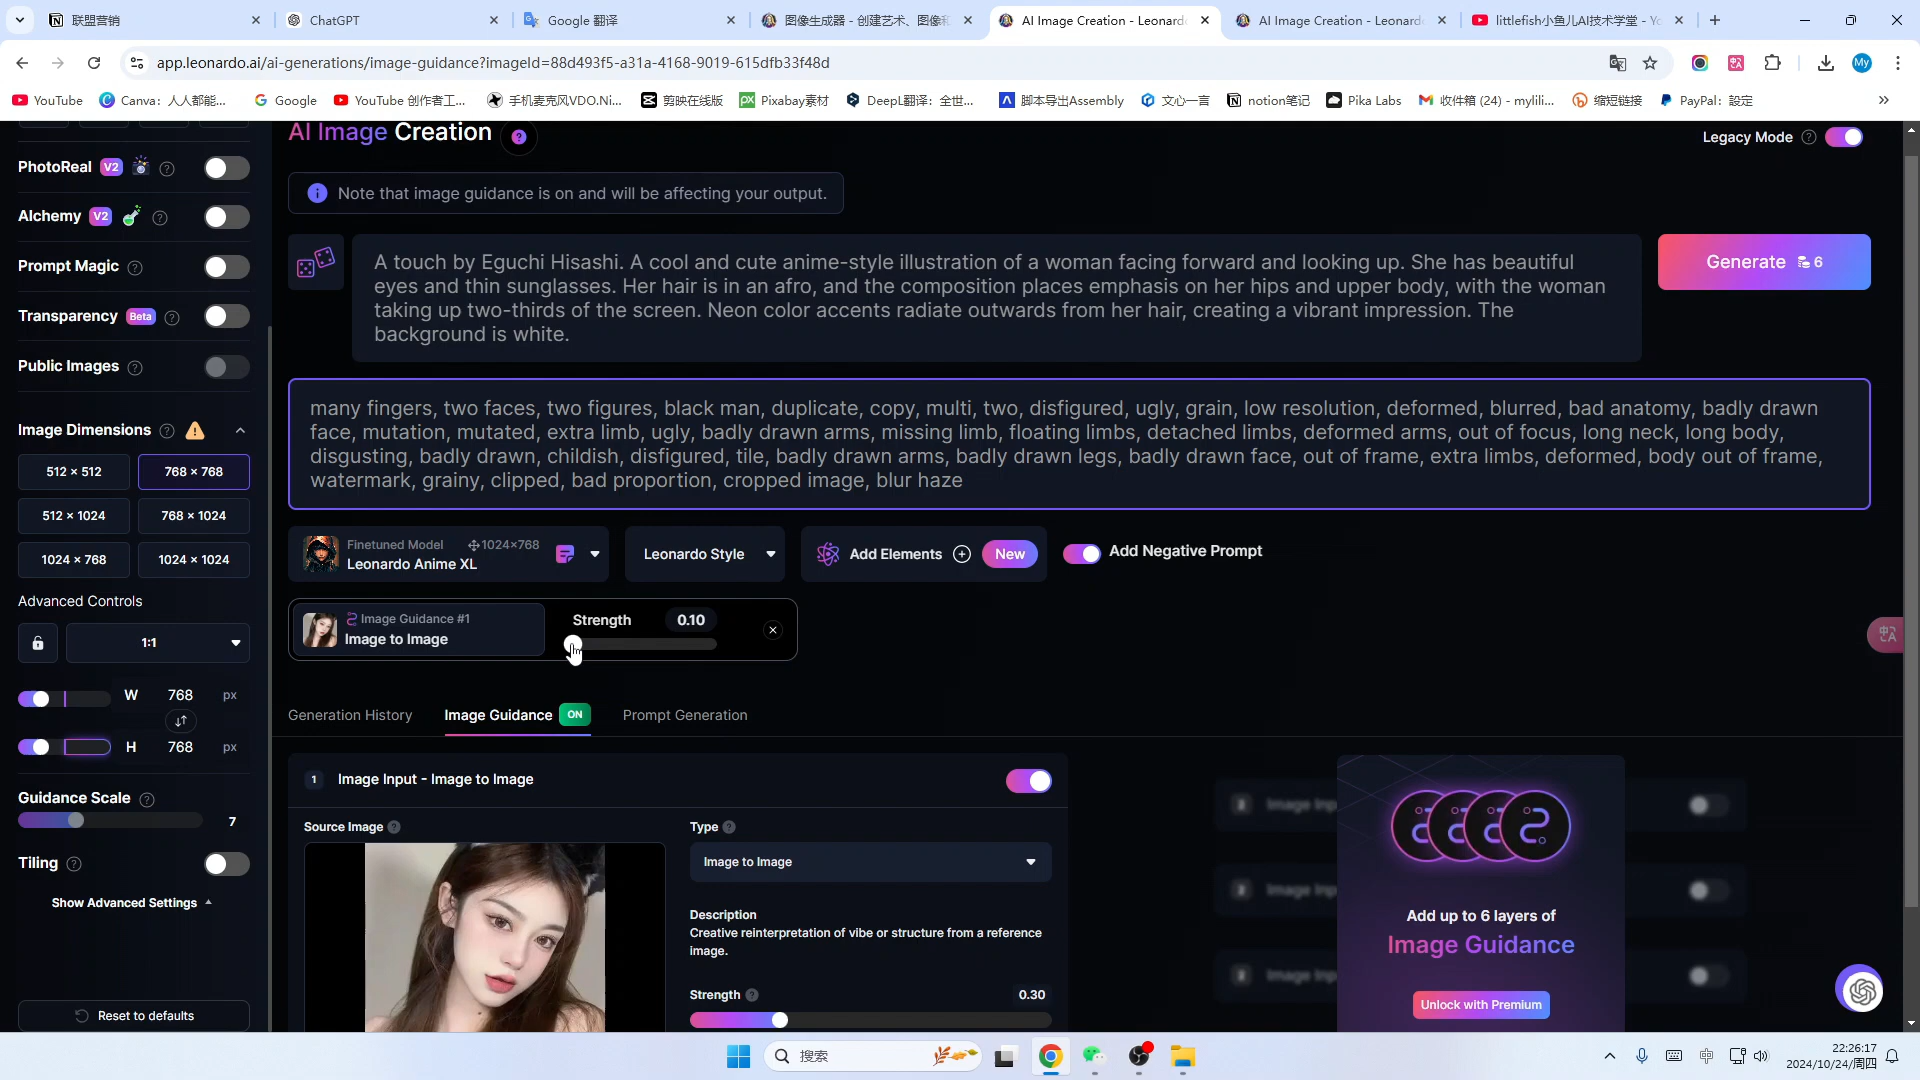 联盟营销
ChatGPT
Google 翻译
图像生成器 - 创建艺术、图像和
AI Image Creation - Leonardo
AI Image Creation - Leonardo
littlefish小鱼儿AI技术学堂 - Yo
app.leonardo.ai/ai-generations/image-guidance?imageId=88d493f5-a31a-4168-9019-615dfb33f48d
My
YouTube
Canva：人人都能...
Google
YouTube 创作者工...
手机麦克风VDO.Ni...
剪映在线版
Pixabay素材
DeepL翻译：全世...
脚本导出Assembly
文心一言
notion笔记
Pika Labs
收件箱 (24) - mylili...
缩短链接
PayPal：設定
AI Image Creation
Legacy Mode
PhotoReal V2
Note that image guidance is on and will be affecting your output.
Alchemy V2
Prompt Magic
Transparency Beta
Public Images
A touch by Eguchi Hisashi. A cool and cute anime-style illustration of a woman facing forward and looking up. She has beautiful
eyes and thin sunglasses. Her hair is in an afro, and the composition places emphasis on her hips and upper body, with the woman
taking up two-thirds of the screen. Neon color accents radiate outwards from her hair, creating a vibrant impression. The
background is white.
Generate 6
many fingers, two faces, two figures, black man, duplicate, copy, multi, two, disfigured, ugly, grain, low resolution, deformed, blurred, bad anatomy, badly drawn
face, mutation, mutated, extra limb, ugly, badly drawn arms, missing limb, floating limbs, detached limbs, deformed arms, out of focus, long neck, long body,
disgusting, badly drawn, childish, disfigured, tile, badly drawn arms, badly drawn legs, badly drawn face, out of frame, extra limbs, deformed, body out of frame,
watermark, grainy, clipped, bad proportion, cropped image, blur haze
Image Dimensions
512 × 512
768 × 768
512 × 1024
768 × 1024
1024 × 768
1024 × 1024
Finetuned Model
1024×768
Leonardo Anime XL
Leonardo Style
Add Elements
New
Add Negative Prompt
Advanced Controls
1:1
W 768 px
H 768 px
Image Guidance #1
Image to Image
Strength 0.10
Generation History
Image Guidance ON
Prompt Generation
Guidance Scale
7
Tiling
Show Advanced Settings
Reset to defaults
1
Image Input - Image to Image
Source Image
Type
Image to Image
Description
Creative reinterpretation of vibe or structure from a reference
image.
Strength
0.30
Image Inp
Image Inp
Image Inp
Add up to 6 layers of
Image Guidance
Unlock with Premium
搜索
中
22:26:17
2024/10/24/周四